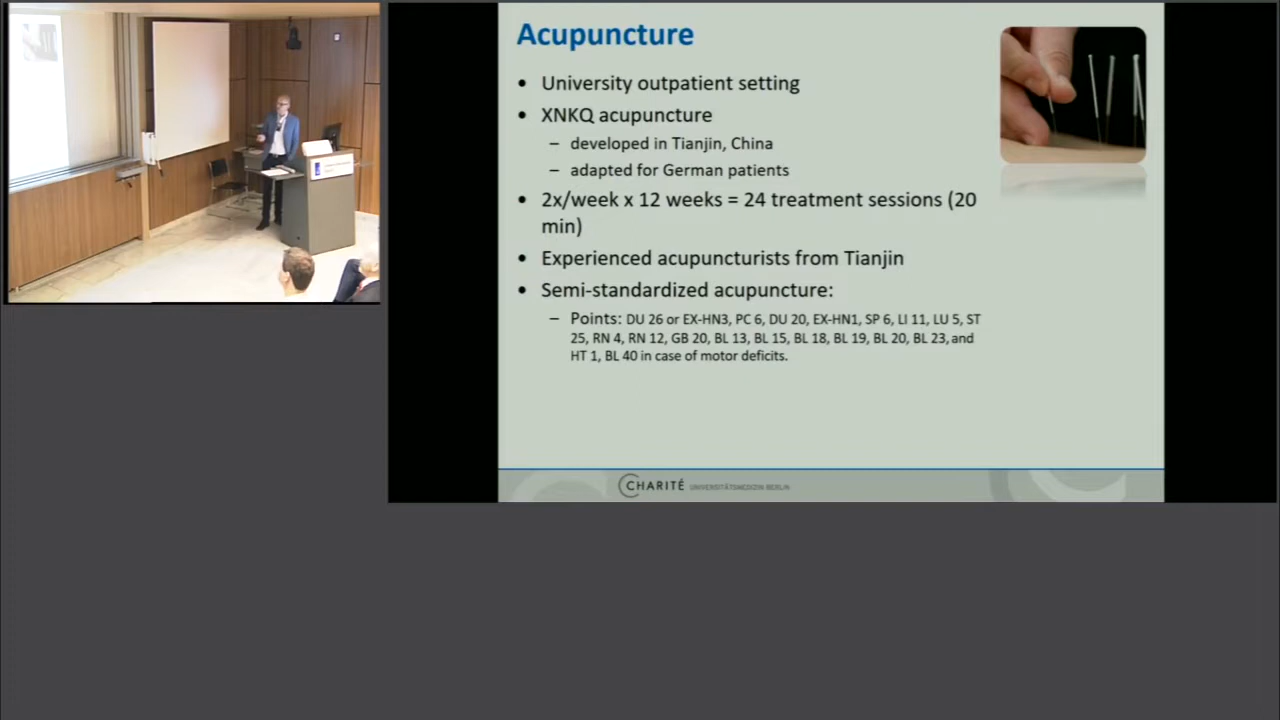 Acupuncture
• University outpatient setting
• XNKQ acupuncture
– developed in Tianjin, China
– adapted for German patients
• 2x/week x 12 weeks = 24 treatment sessions (20
min)
• Experienced acupuncturists from Tianjin
• Semi-standardized acupuncture:
– Points: DU 26 or EX-HN3, PC 6, DU 20, EX-HN1, SP 6, LI 11, LU 5, ST
25, RN 4, RN 12, GB 20, BL 13, BL 15, BL 18, BL 19, BL 20, BL 23, and
HT 1, BL 40 in case of motor deficits.
CHARITÉ UNIVERSITÄTSMEDIZIN BERLIN